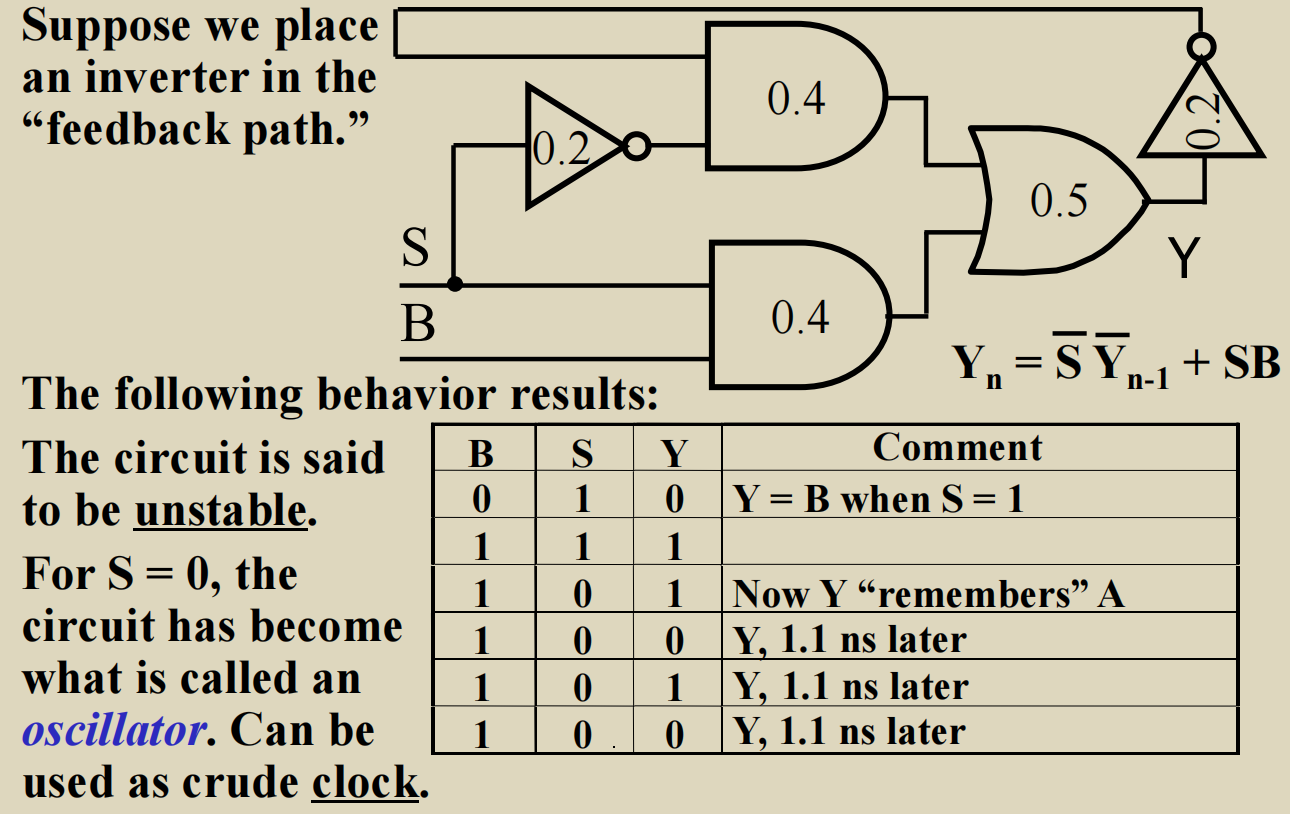 Suppose we place
an inverter in the
“feedback path.”
0.2
0.4
0.2
0.5
S
B
0.4
Y
Y̅n = S̅ Y̅n-1 + SB
The following behavior results:
The circuit is said
to be unstable.
For S = 0, the
circuit has become
what is called an
oscillator. Can be
used as crude clock.
B S Y Comment
0 1 0 Y = B when S = 1
1 1 1
1 0 1 Now Y “remembers” A
1 0 0 Y, 1.1 ns later
1 0 1 Y, 1.1 ns later
1 0 0 Y, 1.1 ns later